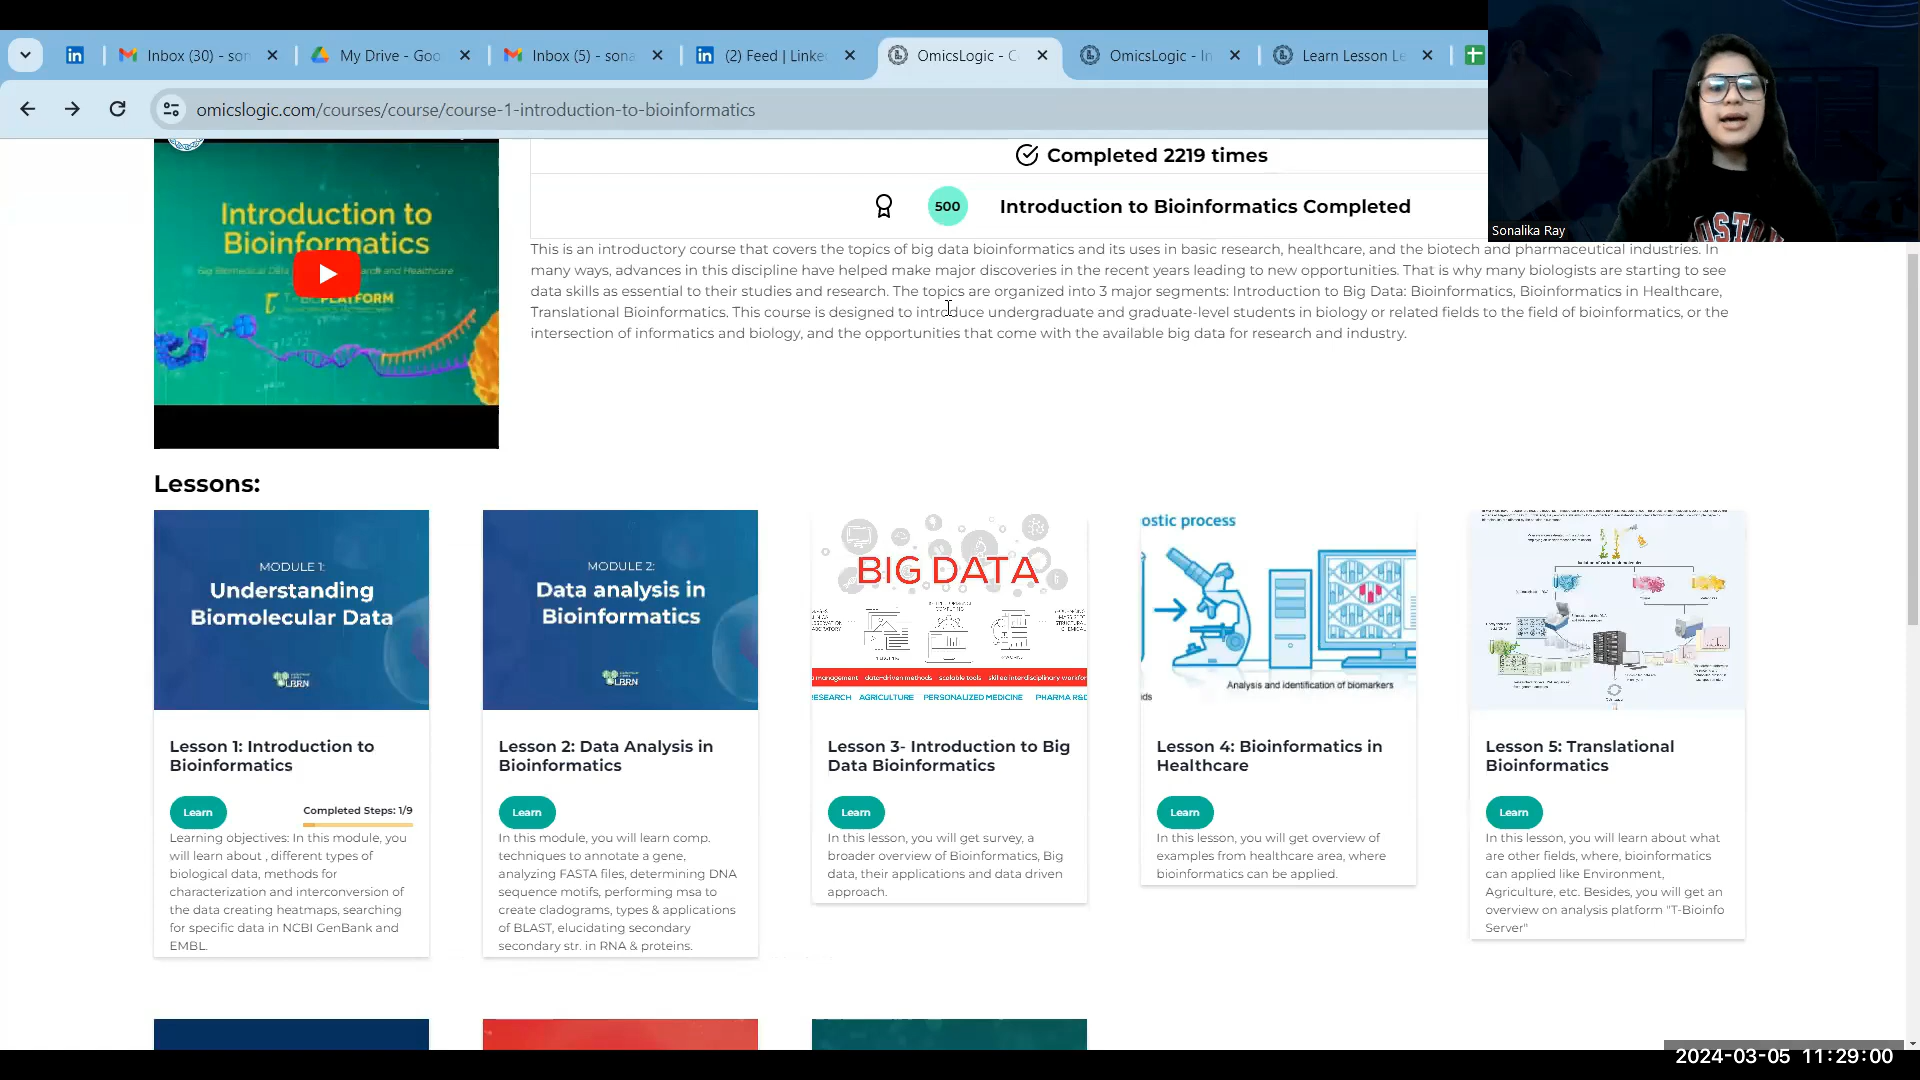 Inbox (30) - son
My Drive - Goo
Inbox (5) - sona
(2) Feed | Linke
OmicsLogic - C
OmicsLogic - In
Learn Lesson Le
omicslogic.com/courses/course/course-1-introduction-to-bioinformatics
Sonalika Ray
Completed 2219 times
500
Introduction to Bioinformatics Completed
Introduction to
Bioinformatics
PLATFORM
This is an introductory course that covers the topics of big data bioinformatics and its uses in basic research, healthcare, and the biotech and pharmaceutical industries. In
many ways, advances in this discipline have helped make major discoveries in the recent years leading to new opportunities. That is why many biologists are starting to see
data skills as essential to their studies and research. The topics are organized into 3 major segments: Introduction to Big Data: Bioinformatics, Bioinformatics in Healthcare,
Translational Bioinformatics. This course is designed to introduce undergraduate and graduate-level students in biology or related fields to the field of bioinformatics, or the
intersection of informatics and biology, and the opportunities that come with the available big data for research and industry.
Lessons:
MODULE 1:
Understanding
Biomolecular Data
LBRN
Lesson 1: Introduction to
Bioinformatics
Learn
Completed Steps: 1/9
Learning objectives: In this module, you
will learn about , different types of
biological data, methods for
characterization and interconversion of
the data creating heatmaps, searching
for specific data in NCBI GenBank and
EMBL.
MODULE 2:
Data analysis in
Bioinformatics
LBRN
Lesson 2: Data Analysis in
Bioinformatics
Learn
In this module, you will learn comp.
techniques to annotate a gene,
analyzing FASTA files, determining DNA
sequence motifs, performing msa to
create cladograms, types & applications
of BLAST, elucidating secondary
secondary str. in RNA & proteins.
BIG DATA
management data-driven methods scalable tools skilled interdisciplinary workfor
RESEARCH AGRICULTURE PERSONALIZED MEDICINE PHARMA R&D
Lesson 3- Introduction to Big
Data Bioinformatics
Learn
In this lesson, you will get survey, a
broader overview of Bioinformatics, Big
data, their applications and data driven
approach.
ostic process
ds
Analysis and identification of biomarkers
Lesson 4: Bioinformatics in
Healthcare
Learn
In this lesson, you will get overview of
examples from healthcare area, where
bioinformatics can be applied.
Lesson 5: Translational
Bioinformatics
Learn
In this lesson, you will learn about what
are other fields, where, bioinformatics
can applied like Environment,
Agriculture, etc. Besides, you will get an
overview on analysis platform "T-Bioinfo
Server"
2024-03-05 11:29:00